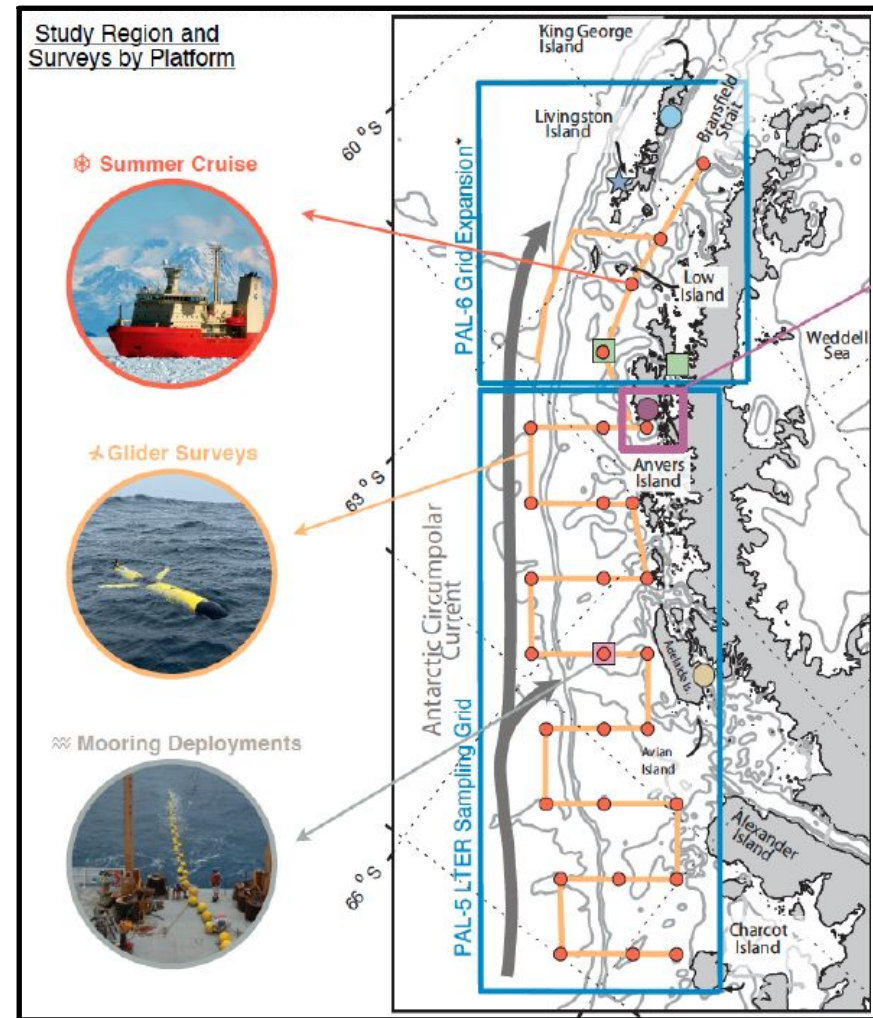 Study Region and
Surveys by Platform
Summer Cruise
Glider Surveys
Mooring Deployments
King George
Island
Livingston
Island
Bransfield
Strait
60 °S
PAL-6 Grid Expansion*
Low
Island
Weddell
Sea
63 °S
Anvers
Island
Antarctic Circumpolar
Current
PAL-5 LTER Sampling Grid
Adelaide Is.
Avian
Island
66 °S
Alexander
Island
Charcot
Island